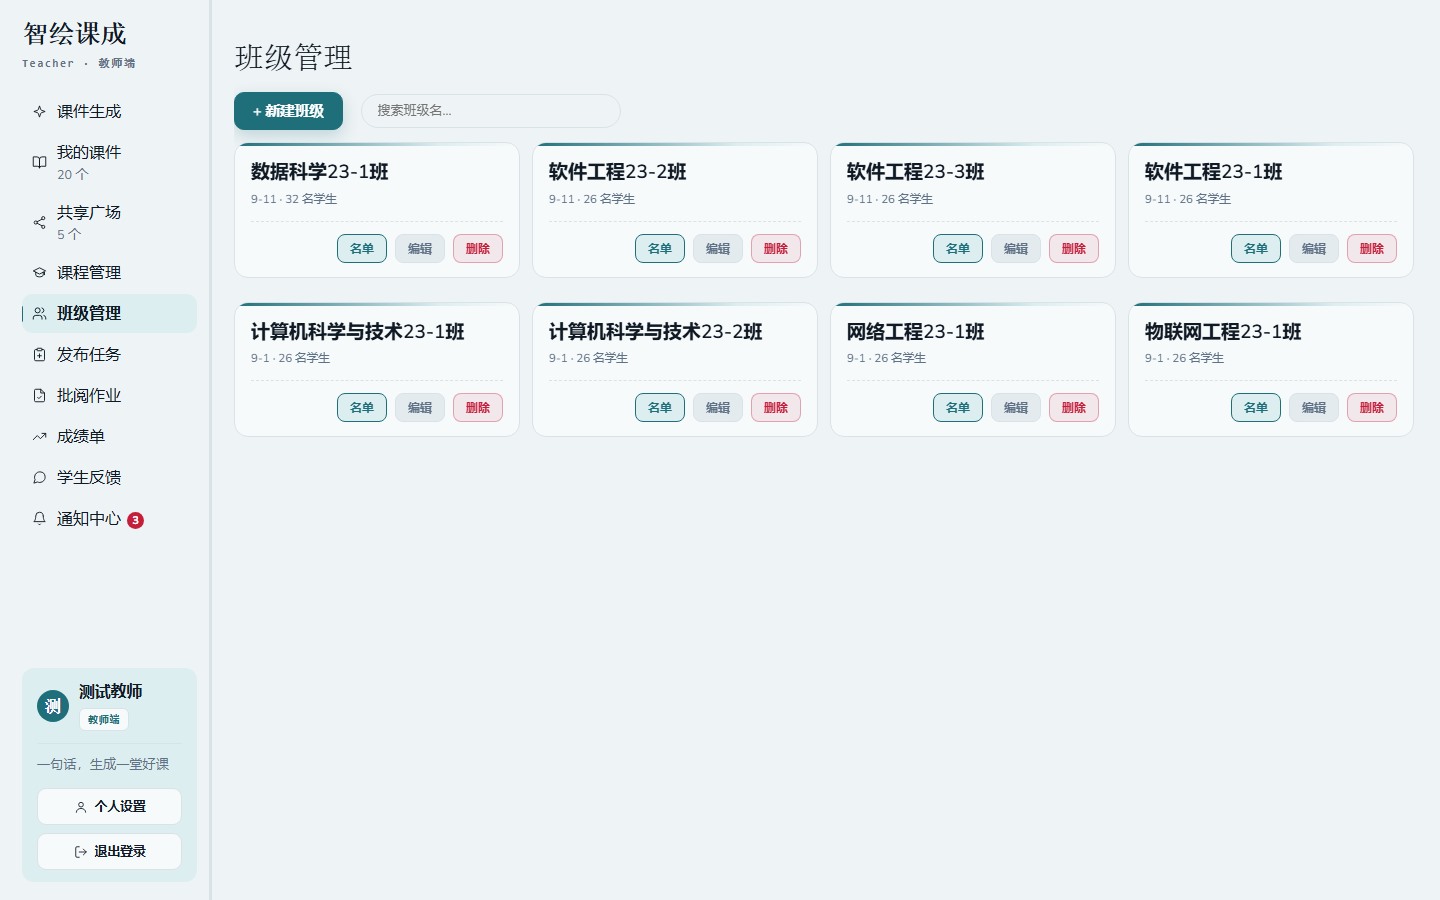 智绘课成
Teacher · 教师端
课件生成
我的课件
20 个
共享广场
5 个
课程管理
班级管理
发布任务
批阅作业
成绩单
学生反馈
通知中心 3
测 测试教师
教师端
一句话，生成一堂好课
个人设置
退出登录
班级管理
+ 新建班级 搜索班级名...
数据科学23-1班
9-11 · 32 名学生
名单 编辑 删除
软件工程23-2班
9-11 · 26 名学生
名单 编辑 删除
软件工程23-3班
9-11 · 26 名学生
名单 编辑 删除
软件工程23-1班
9-11 · 26 名学生
名单 编辑 删除
计算机科学与技术23-1班
9-1 · 26 名学生
名单 编辑 删除
计算机科学与技术23-2班
9-1 · 26 名学生
名单 编辑 删除
网络工程23-1班
9-1 · 26 名学生
名单 编辑 删除
物联网工程23-1班
9-1 · 26 名学生
名单 编辑 删除